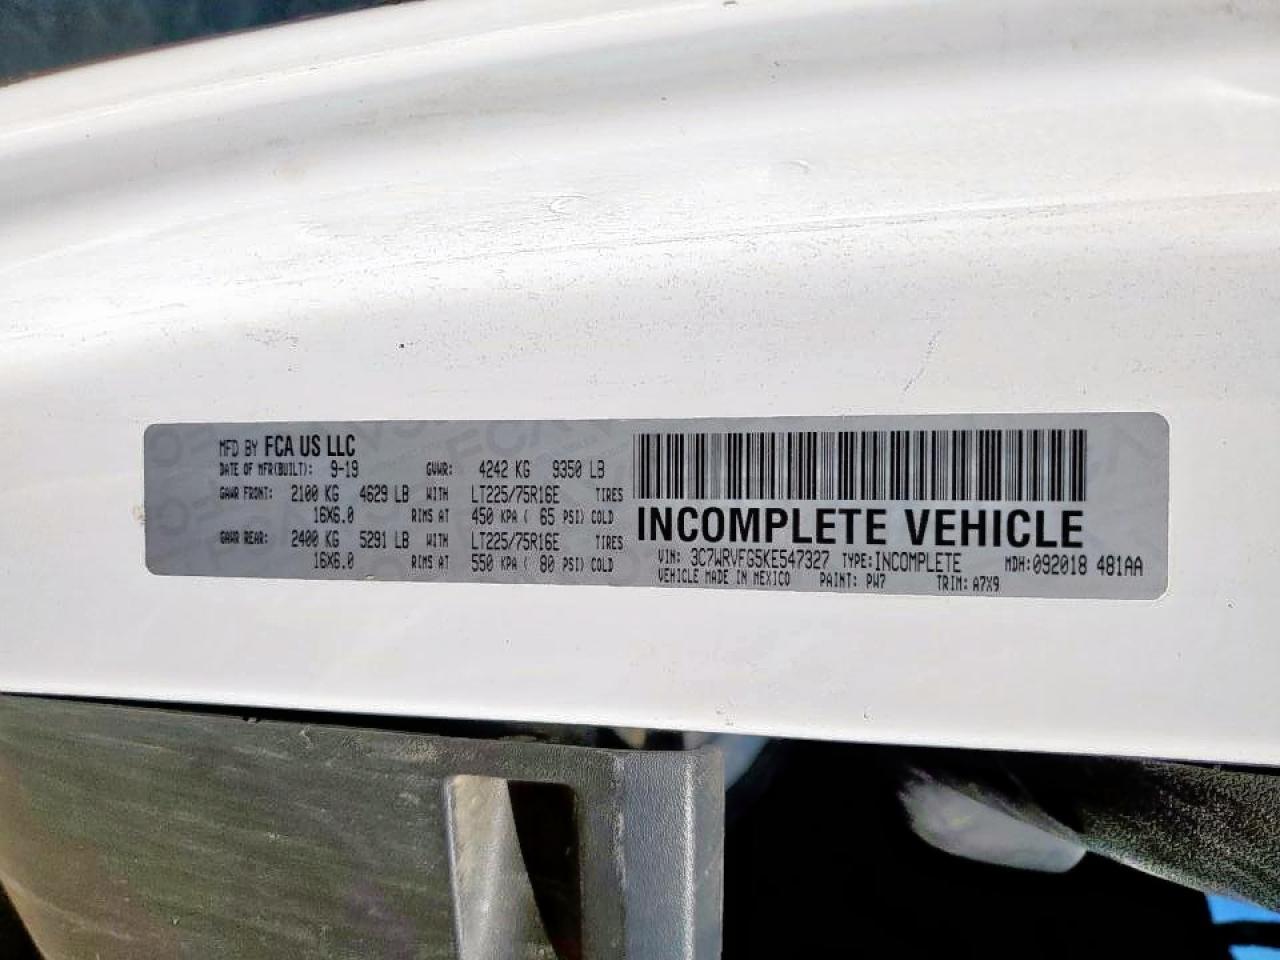 MFD BY FCA US LLC
DATE OF MFR(BUILT): 9-19 GVWR: 4242 KG 9350 LB
GAWR FRONT: 2100 KG 4629 LB WITH LT225/75R16E TIRES
16X6.0 RIMS AT 450 KPA ( 65 PSI) COLD
GAWR REAR: 2400 KG 5291 LB WITH LT225/75R16E TIRES
16X6.0 RIMS AT 550 KPA ( 80 PSI) COLD
INCOMPLETE VEHICLE
VIN: 3C7WRVFG5KE547327 TYPE: INCOMPLETE MDH: 092018 481AA
VEHICLE MADE IN MEXICO PAINT: PW7 TRIM: A7X9